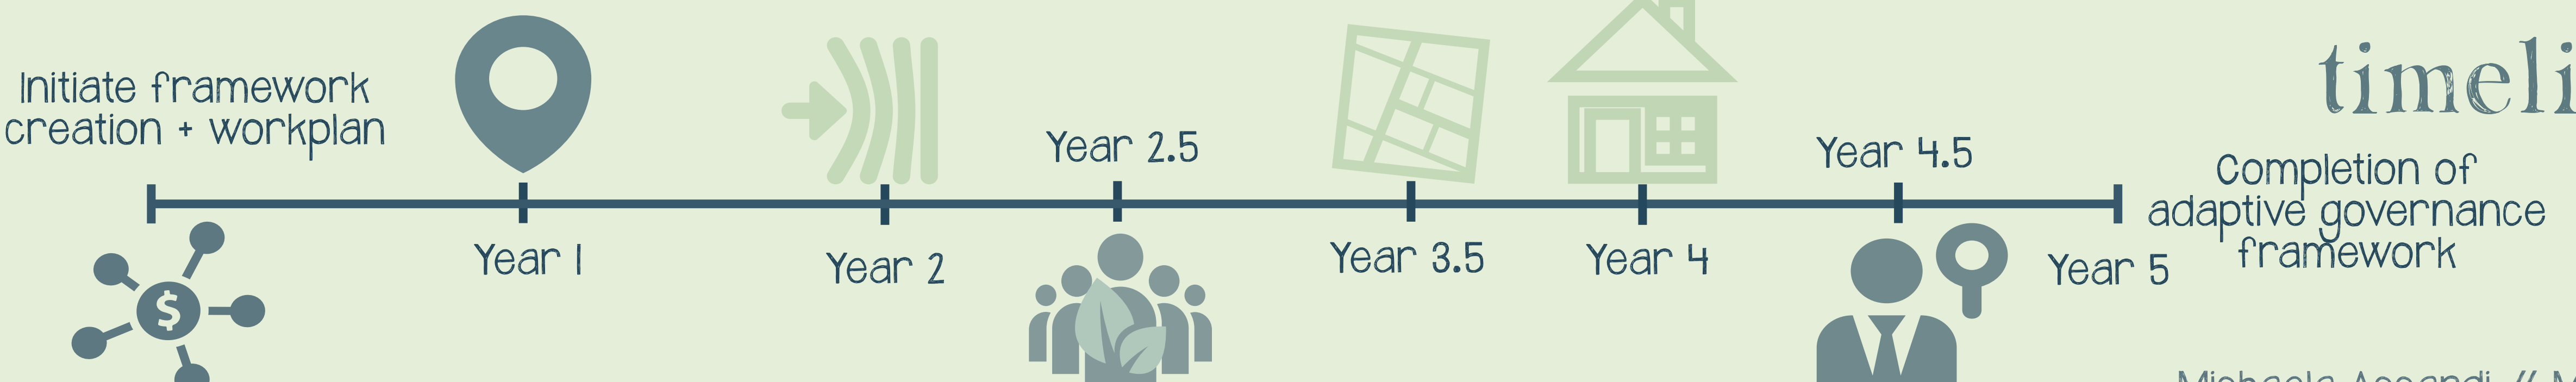 Initiate framework
creation + workplan
Year 1
Year 2
Year 2.5
Year 3.5
Year 4
Year 4.5
Year 5
timeli
Completion of
adaptive governance
framework
$